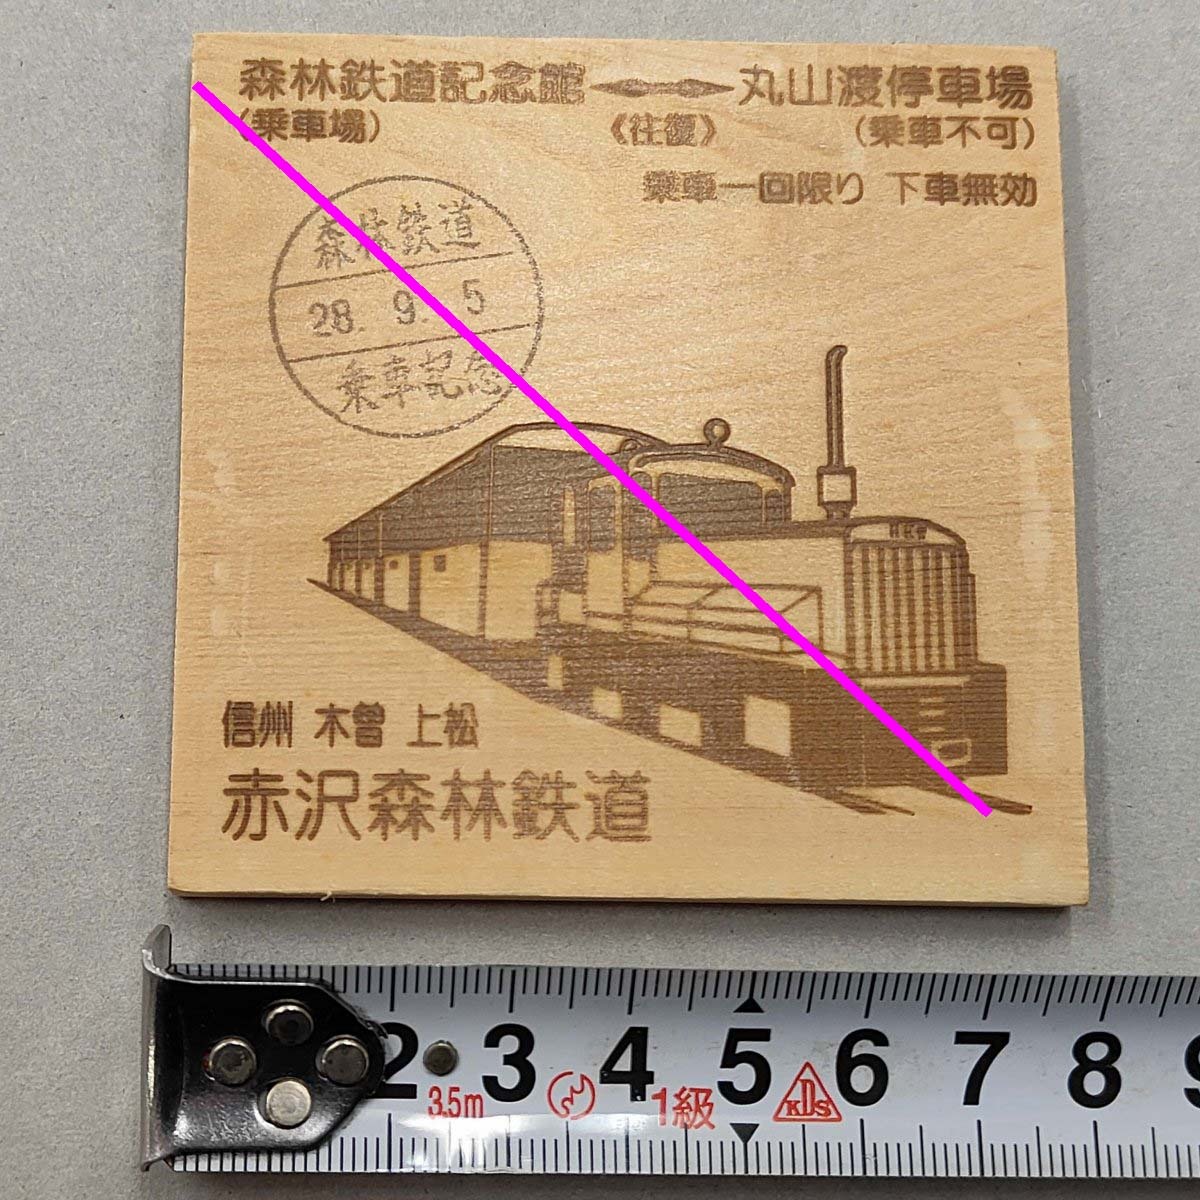 森林鉄道記念館 ↔ 丸山渡停車場
(乗車場) 《往復》 (乗車不可)
乗車一回限り 下車無効
森林鉄道
28. 9. 5
乗車記念
信州 木曽 上松
赤沢森林鉄道
2 3 4 5 6 7 8 9
3.5m 1級 KDS